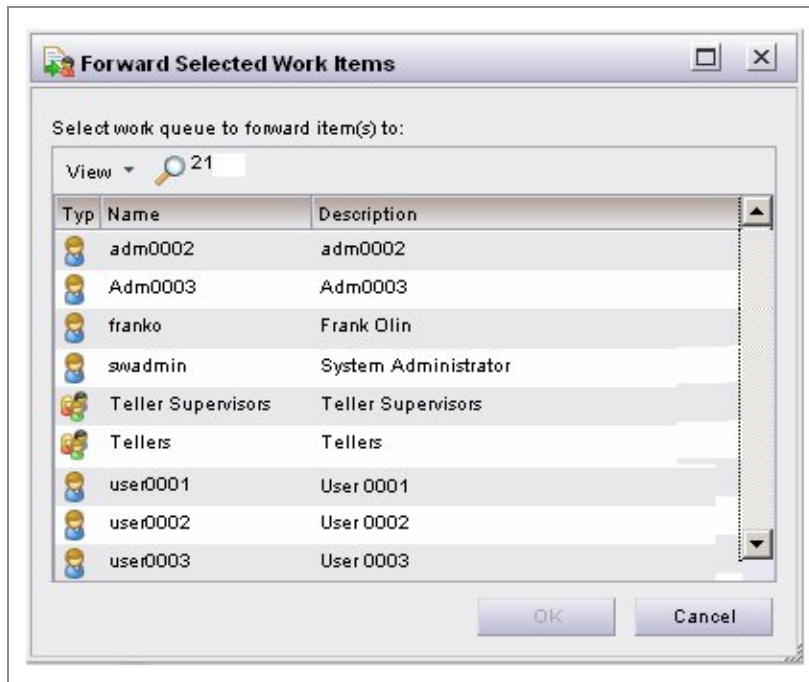 Forward Selected Work Items
Select work queue to forward item(s) to:
View 21
Typ Name Description
adm0002 adm0002
Adm0003 Adm0003
franko Frank Olin
swadmin System Administrator
Teller Supervisors Teller Supervisors
Tellers Tellers
user0001 User 0001
user0002 User 0002
user0003 User 0003
OK Cancel